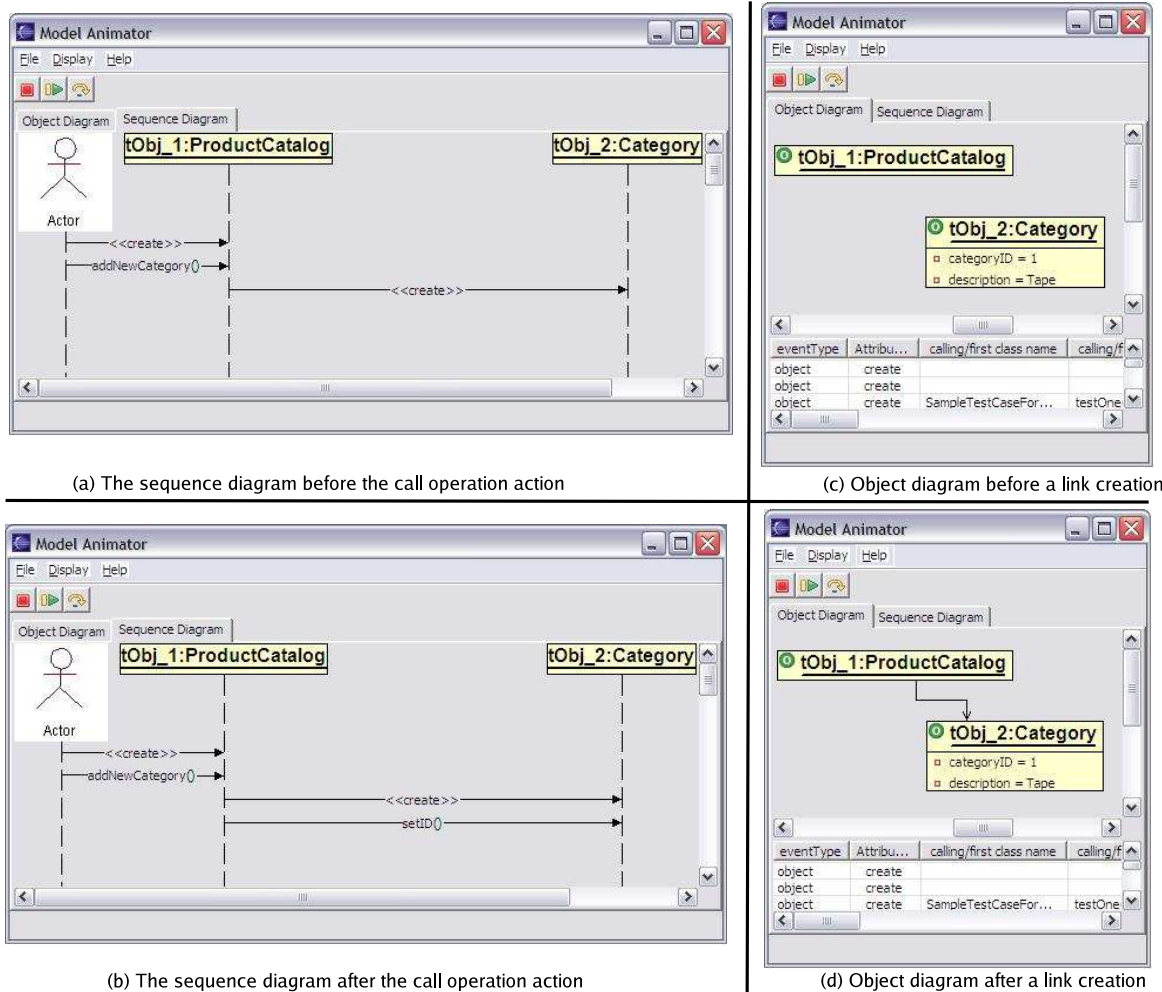 Model Animator
File Display Help
Object Diagram Sequence Diagram
tObj_1:ProductCatalog tObj_2:Category
Actor
<<create>>
addNewCategory()
<<create>>
(a) The sequence diagram before the call operation action
Model Animator
File Display Help
Object Diagram Sequence Diagram
tObj_1:ProductCatalog
tObj_2:Category
categoryID = 1
description = Tape
eventType Attribu... calling/first class name calling/f
object create
object create
object create SampleTestCaseFor... testOne
(c) Object diagram before a link creation
Model Animator
File Display Help
Object Diagram Sequence Diagram
tObj_1:ProductCatalog tObj_2:Category
Actor
<<create>>
addNewCategory()
<<create>>
setID()
(b) The sequence diagram after the call operation action
Model Animator
File Display Help
Object Diagram Sequence Diagram
tObj_1:ProductCatalog
tObj_2:Category
categoryID = 1
description = Tape
eventType Attribu... calling/first class name calling/f
object create
object create
object create SampleTestCaseFor... testOne
(d) Object diagram after a link creation